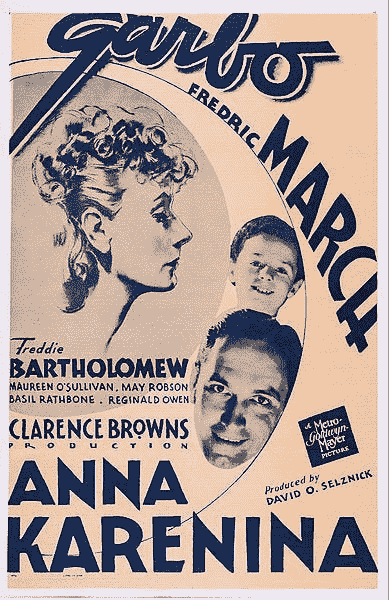 Garbo
FREDRIC
MARCH
Freddie
BARTHOLOMEW
MAUREEN O'SULLIVAN, MAY ROBSON
BASIL RATHBONE · REGINALD OWEN
CLARENCE BROWNS
PRODUCTION
A Metro-
Goldwyn-
Mayer
PICTURE
Produced by
DAVID O. SELZNICK
ANNA
KARENINA